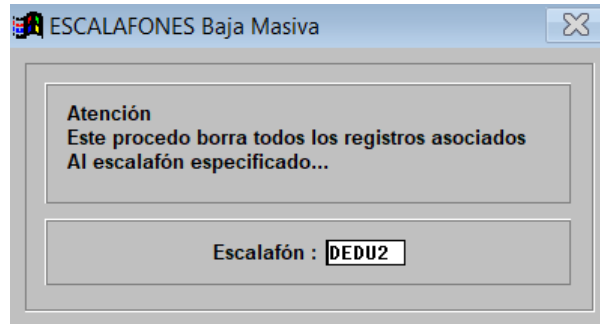 ESCALAFONES Baja Masiva
Atención
Este procedo borra todos los registros asociados
Al escalafón especificado...
Escalafón : DEDU2